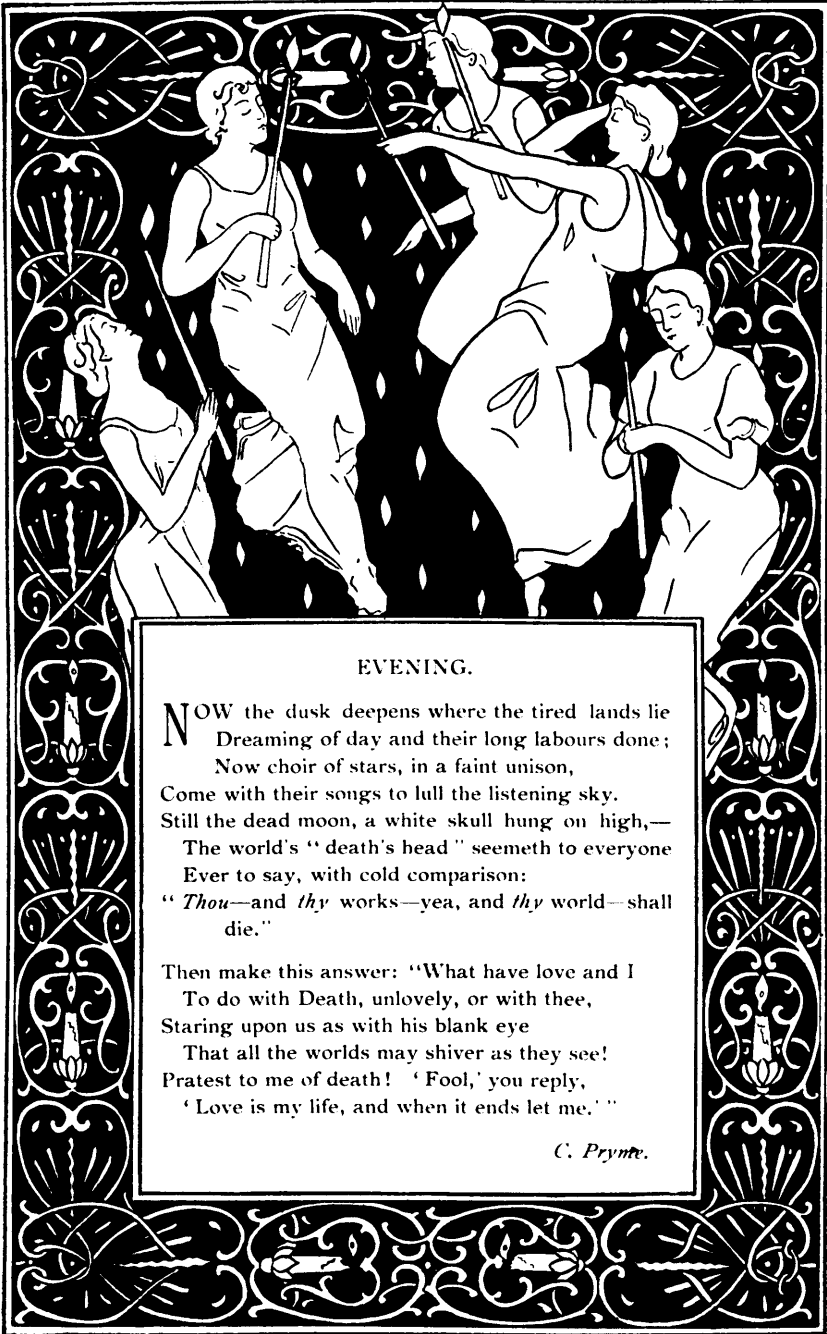 EVENING.
NOW the dusk deepens where the tired lands lie
Dreaming of day and their long labours done;
Now choir of stars, in a faint unison,
Come with their songs to lull the listening sky.
Still the dead moon, a white skull hung on high,—
The world's “ death's head ” seemeth to everyone
Ever to say, with cold comparison:
“ Thou—and thy works—yea, and thy world—shall
die.”
Then make this answer: “What have love and I
To do with Death, unlovely, or with thee,
Staring upon us as with his blank eye
That all the worlds may shiver as they see!
Pratest to me of death! ‘ Fool,’ you reply,
‘ Love is my life, and when it ends let me.’ ”
C. Pryme.